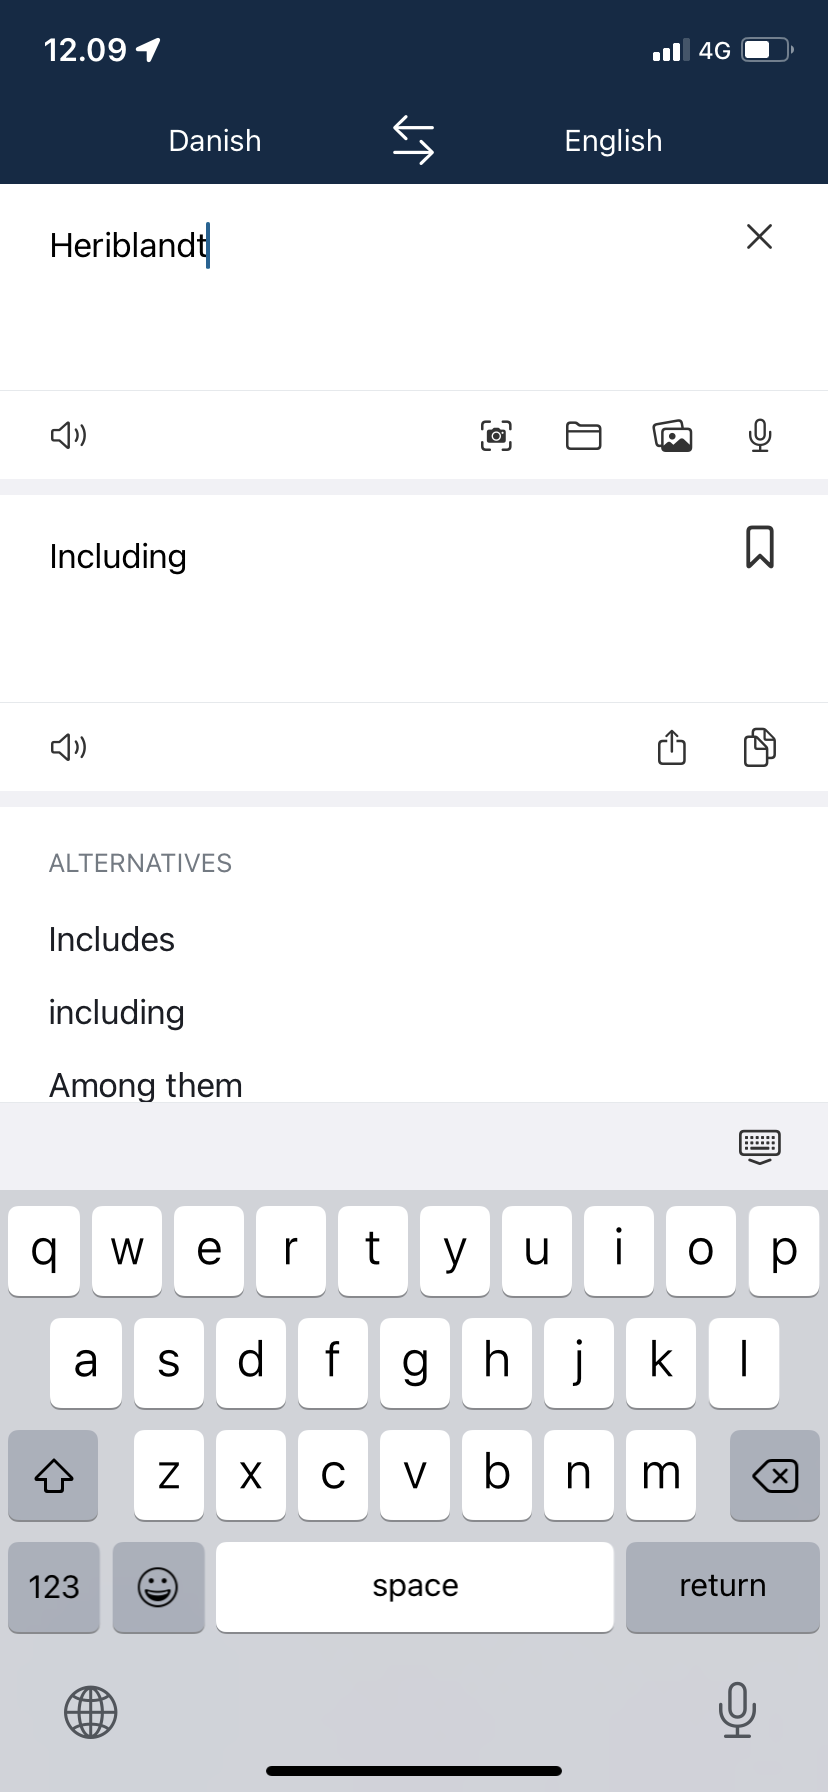 12.09 4G
Danish English
Heriblandt
Including
ALTERNATIVES
Includes
including
Among them
q w e r t y u i o p
a s d f g h j k l
z x c v b n m
123 space return